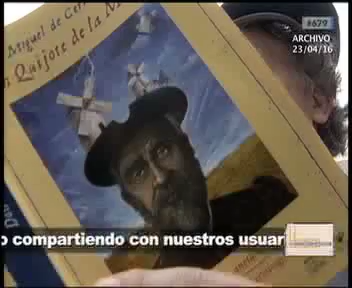 #679
ARCHIVO
23/04/16
Miguel de Cer
Quijote de la M
o compartiendo con nuestros usuar